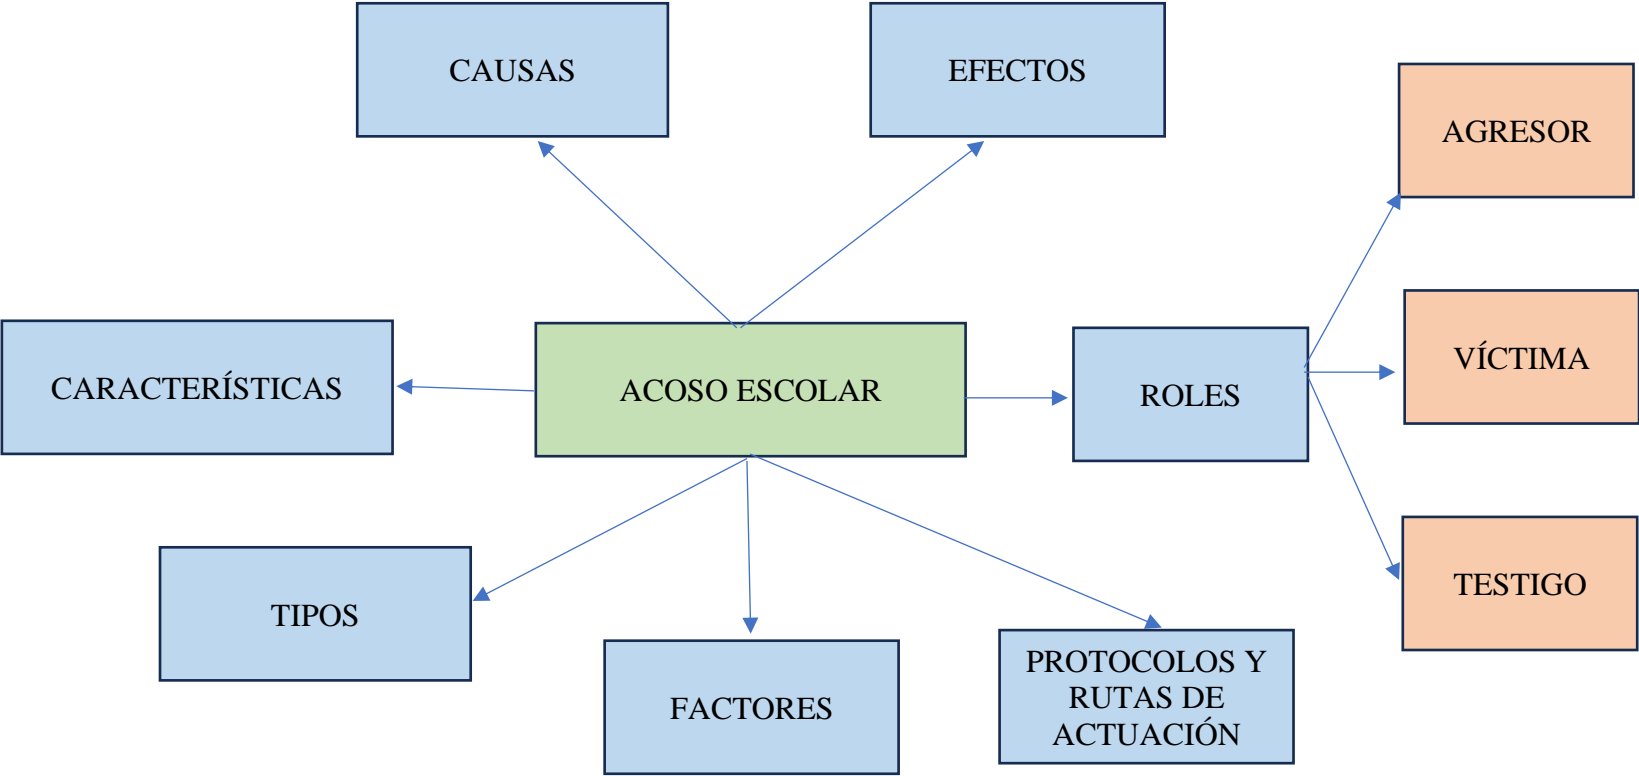 CAUSAS
EFECTOS
AGRESOR
CARACTERÍSTICAS
ACOSO ESCOLAR
ROLES
VÍCTIMA
TIPOS
FACTORES
PROTOCOLOS Y
RUTAS DE
ACTUACIÓN
TESTIGO